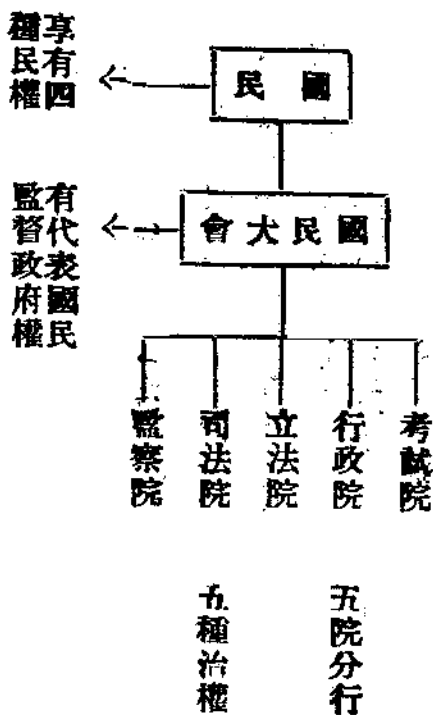 國民
享有四
種民權
國民大會
有代表國民
監督政府權
考試院
行政院
立法院
司法院
監察院
五院分行
五種治權